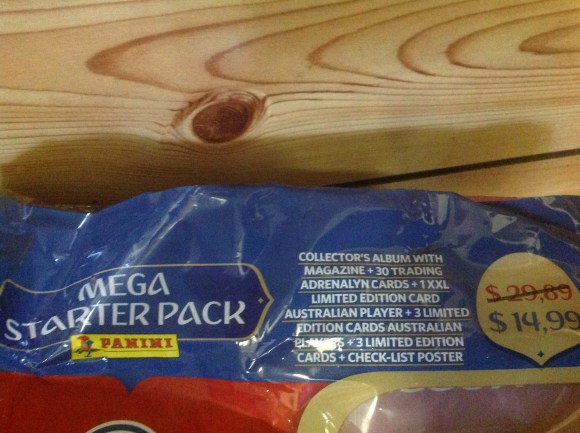 MEGA
STARTER PACK
PANINI
COLLECTOR'S ALBUM WITH
MAGAZINE + 30 TRADING
ADRENALYN CARDS + 1 XXL
LIMITED EDITION CARD
AUSTRALIAN PLAYER + 3 LIMITED
EDITION CARDS AUSTRALIAN
PLAYERS + 3 LIMITED EDITION
CARDS + CHECK-LIST POSTER
$ 29,89
$ 14,99